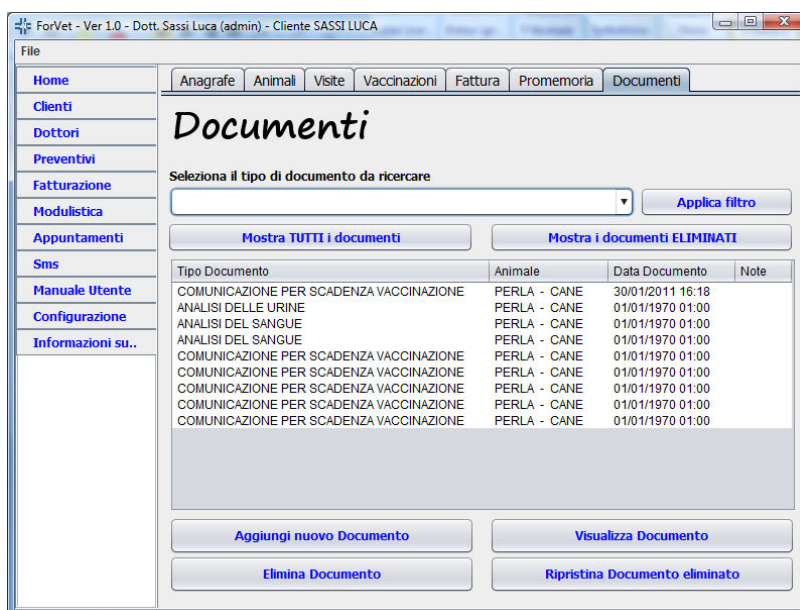 ForVet - Ver 1.0 - Dott. Sassi Luca (admin) - Cliente SASSI LUCA
File
Home
Clienti
Dottori
Preventivi
Fatturazione
Modulistica
Appuntamenti
Sms
Manuale Utente
Configurazione
Informazioni su..
Anagrafe Animali Visite Vaccinazioni Fattura Promemoria Documenti
Documenti
Seleziona il tipo di documento da ricercare
Applica filtro
Mostra TUTTI i documenti Mostra i documenti ELIMINATI
Tipo Documento Animale Data Documento Note
COMUNICAZIONE PER SCADENZA VACCINAZIONE PERLA - CANE 30/01/2011 16:18
ANALISI DELLE URINE PERLA - CANE 01/01/1970 01:00
ANALISI DEL SANGUE PERLA - CANE 01/01/1970 01:00
ANALISI DEL SANGUE PERLA - CANE 01/01/1970 01:00
COMUNICAZIONE PER SCADENZA VACCINAZIONE PERLA - CANE 01/01/1970 01:00
COMUNICAZIONE PER SCADENZA VACCINAZIONE PERLA - CANE 01/01/1970 01:00
COMUNICAZIONE PER SCADENZA VACCINAZIONE PERLA - CANE 01/01/1970 01:00
COMUNICAZIONE PER SCADENZA VACCINAZIONE PERLA - CANE 01/01/1970 01:00
COMUNICAZIONE PER SCADENZA VACCINAZIONE PERLA - CANE 01/01/1970 01:00
Aggiungi nuovo Documento Visualizza Documento
Elimina Documento Ripristina Documento eliminato